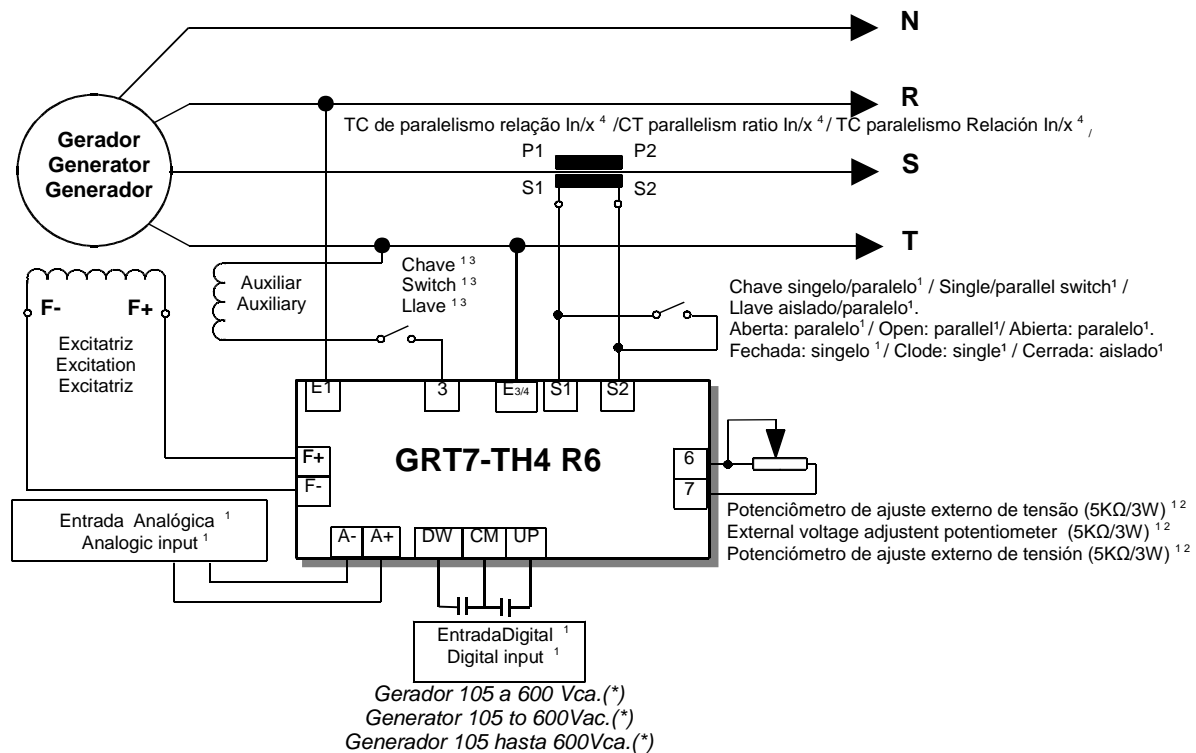 N
R
TC de paralelismo relação In/x ⁴ /CT parallelism ratio In/x ⁴ / TC paralelismo Relación In/x ⁴ ,
Gerador
Generator
Generador
P1 P2
S
S1 S2
T
Auxiliar
Auxiliary
Chave ¹ ³
Switch ¹ ³
Llave ¹ ³
Chave singelo/paralelo¹ / Single/parallel switch¹ /
Llave aislado/paralelo¹.
Aberta: paralelo¹ / Open: parallel¹/ Abierta: paralelo¹.
Fechada: singelo ¹ / Clode: single¹ / Cerrada: aislado¹
F- F+
Excitatriz
Excitation
Excitatriz
E1 3 E3/4 S1 S2
GRT7-TH4 R6
F+
F-
6
7
Potenciômetro de ajuste externo de tensão (5KΩ/3W) ¹ ²
External voltage adjustent potentiometer (5KΩ/3W) ¹ ²
Potenciómetro de ajuste externo de tensión (5KΩ/3W) ¹ ²
Entrada Analógica ¹
Analogic input ¹
A- A+ DW CM UP
EntradaDigital ¹
Digital input ¹
Gerador 105 a 600 Vca.(*)
Generator 105 to 600Vac.(*)
Generador 105 hasta 600Vca.(*)